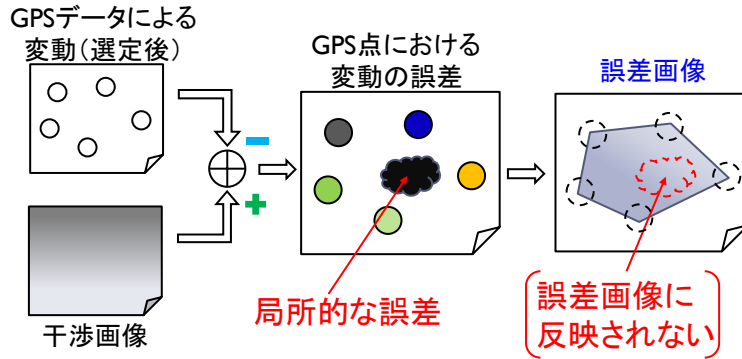 GPSデータによる
変動(選定後)
GPS点における
変動の誤差
誤差画像
−
+
局所的な誤差
誤差画像に
反映されない
干渉画像